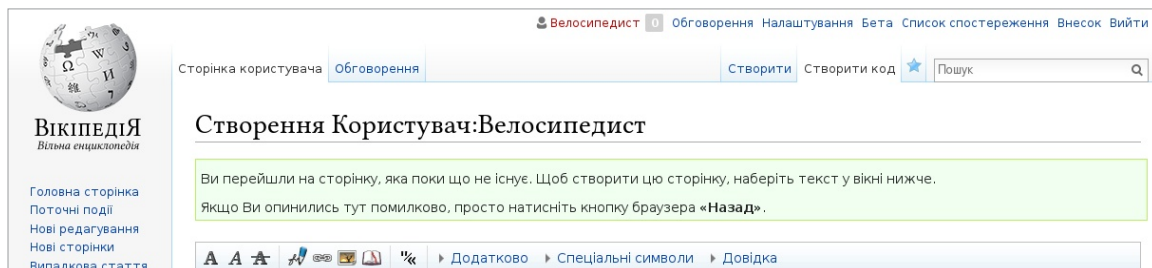 Велосипедист 0 Обговорення Налаштування Бета Список спостереження Внесок Вийти
Сторінка користувача Обговорення Створити Створити код Пошук
ВікіпедіЯ
Вільна енциклопедія
Створення Користувач:Велосипедист
Ви перейшли на сторінку, яка поки що не існує. Щоб створити цю сторінку, наберіть текст у вікні нижче.
Якщо Ви опинились тут помилково, просто натисніть кнопку браузера «Назад».
Головна сторінка
Поточні події
Нові редагування
Нові сторінки
Випадкова стаття
А А А Додатково Спеціальні символи Довідка